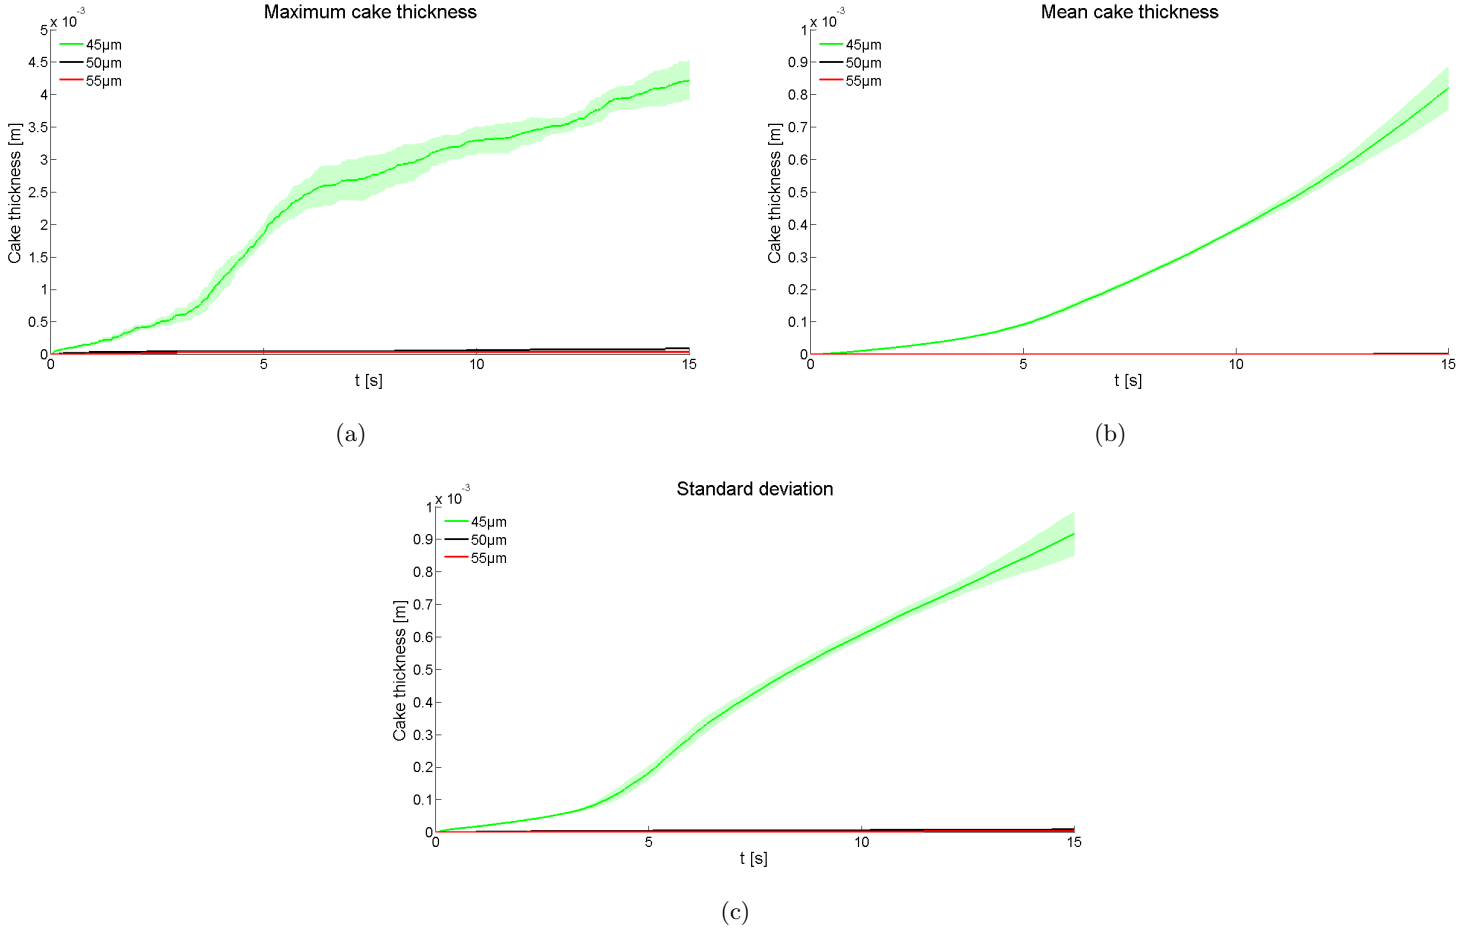 Maximum cake thickness
x 10⁻³
5
4.5
4
3.5
3
2.5
2
1.5
1
0.5
0
Cake thickness [m]
45µm
50µm
55µm
0 5 10 15
t [s]
(a)
Mean cake thickness
x 10⁻³
1
0.9
0.8
0.7
0.6
0.5
0.4
0.3
0.2
0.1
0
Cake thickness [m]
45µm
50µm
55µm
0 5 10 15
t [s]
(b)
Standard deviation
x 10⁻³
1
0.9
0.8
0.7
0.6
0.5
0.4
0.3
0.2
0.1
0
Cake thickness [m]
45µm
50µm
55µm
0 5 10 15
t [s]
(c)